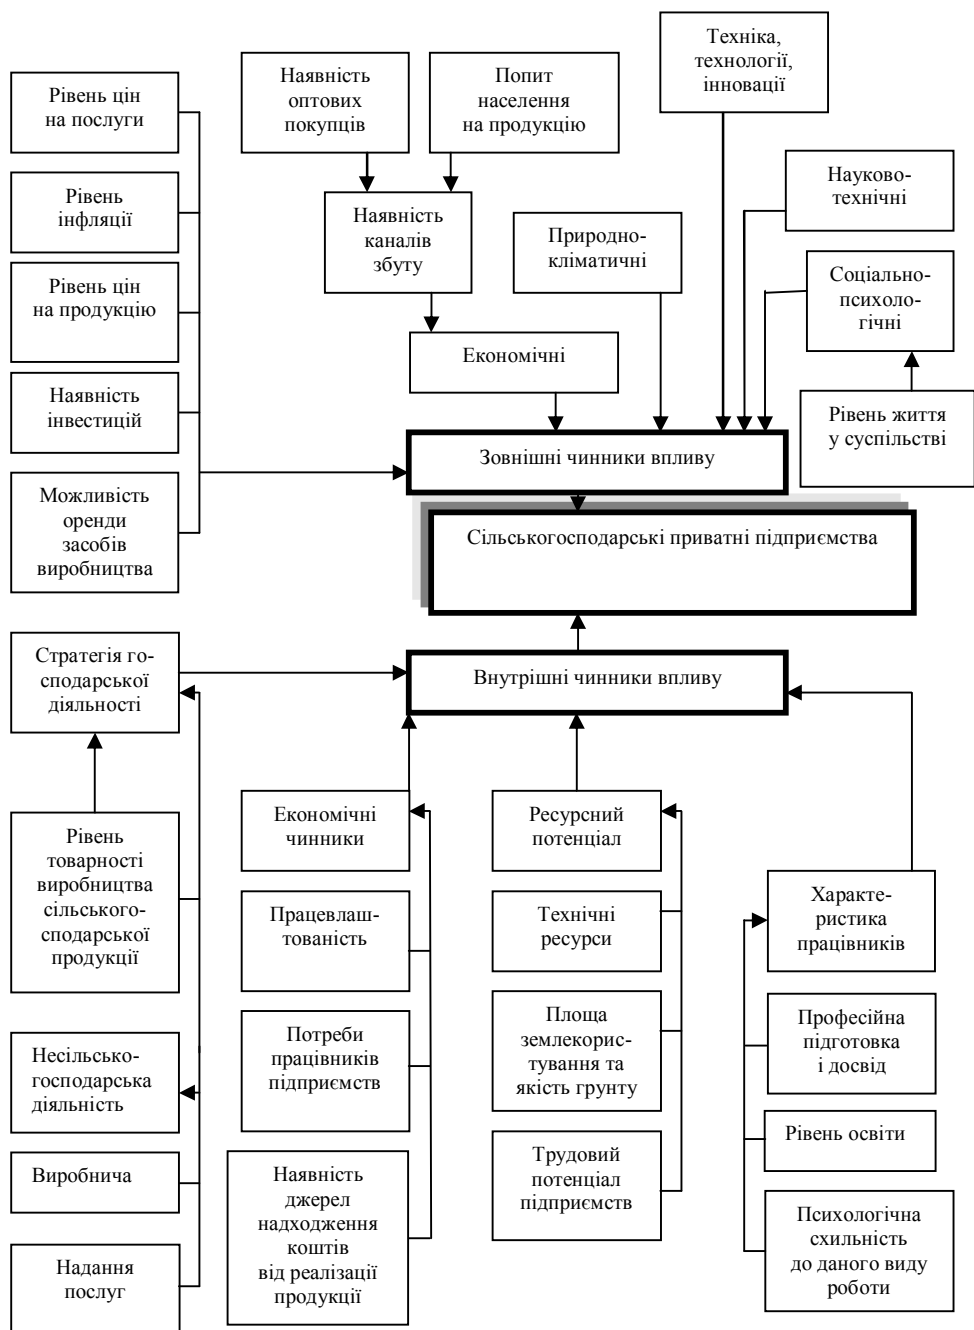 Техніка,
технології,
інновації
Наявність
оптових
покупців
Попит
населення
на продукцію
Рівень цін
на послуги
Науково-
технічні
Рівень
інфляції
Наявність
каналів
збуту
Природно-
кліматичні
Соціально-
психоло-
гічні
Рівень цін
на продукцію
Економічні
Наявність
інвестицій
Рівень життя
у суспільстві
Зовнішні чинники впливу
Можливість
оренди
засобів
виробництва
Сільськогосподарські приватні підприємства
Стратегія го-
сподарської
діяльності
Внутрішні чинники впливу
Рівень
товарності
виробництва
сільського-
сподарської
продукції
Економічні
чинники
Ресурсний
потенціал
Характе-
ристика
працівників
Працевлаш-
тованість
Технічні
ресурси
Несільсько-
господарська
діяльність
Потреби
працівників
підприємств
Площа
землекорис-
тування та
якість грунту
Професійна
підготовка
і досвід
Рівень освіти
Виробнича
Наявність
джерел
надходження
коштів
від реалізації
продукції
Трудовий
потенціал
підприємств
Психологічна
схильність
до даного виду
роботи
Надання
послуг